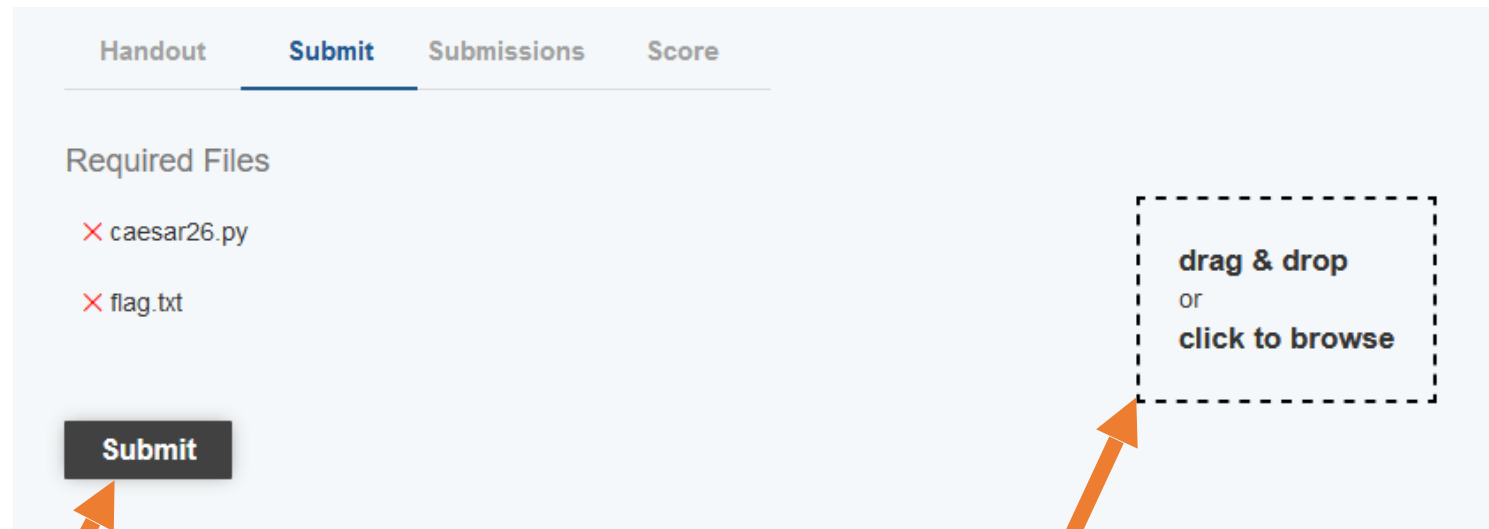 Handout Submit Submissions Score
Required Files
caesar26.py
flag.txt
drag & drop
or
click to browse
Submit